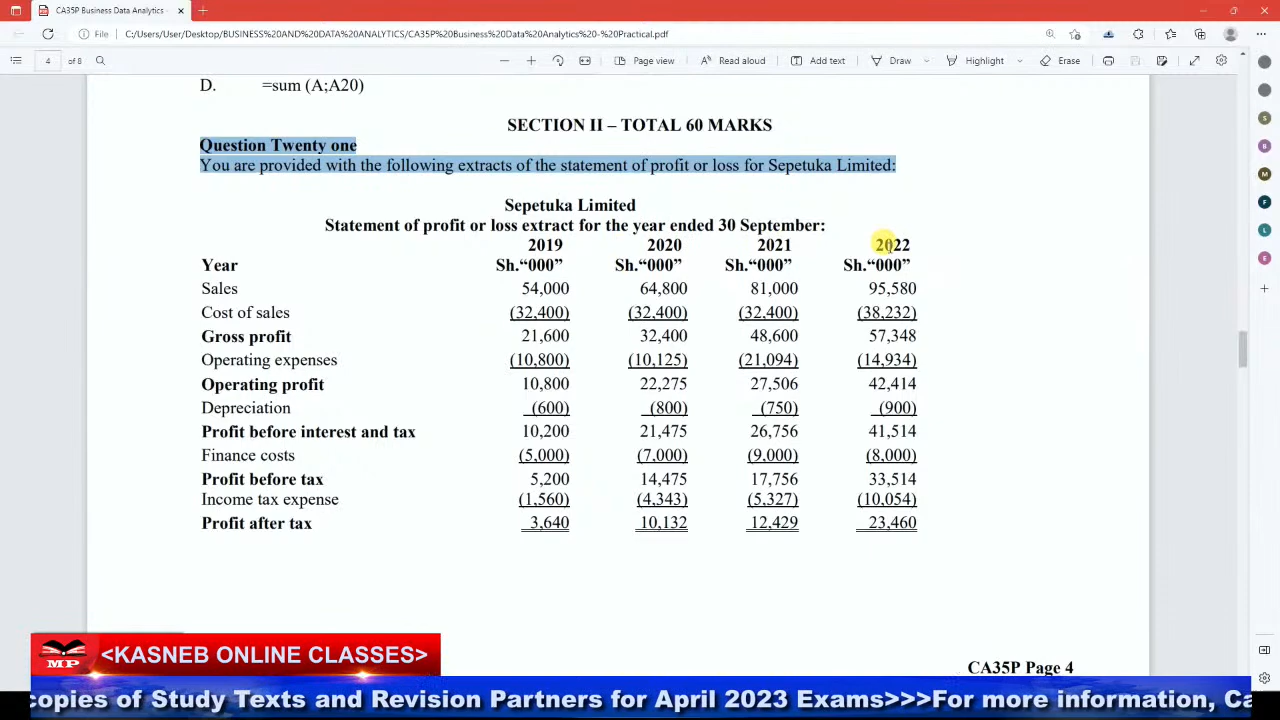 CA35P Business Data Analytics -
File
C:/Users/User/Desktop/BUSINESS%20AND%20DATA%20ANALYTICS/CA35P%20Business%20Data%20Analytics%20-%20Practical.pdf
4 of 8
Page view
Read aloud
Add text
Draw
Highlight
Erase
D. =sum (A;A20)
SECTION II – TOTAL 60 MARKS
Question Twenty one
You are provided with the following extracts of the statement of profit or loss for Sepetuka Limited:
Sepetuka Limited
Statement of profit or loss extract for the year ended 30 September:
2019 2020 2021 2022
Year Sh.“000” Sh.“000” Sh.“000” Sh.“000”
Sales 54,000 64,800 81,000 95,580
Cost of sales (32,400) (32,400) (32,400) (38,232)
Gross profit 21,600 32,400 48,600 57,348
Operating expenses (10,800) (10,125) (21,094) (14,934)
Operating profit 10,800 22,275 27,506 42,414
Depreciation (600) (800) (750) (900)
Profit before interest and tax 10,200 21,475 26,756 41,514
Finance costs (5,000) (7,000) (9,000) (8,000)
Profit before tax 5,200 14,475 17,756 33,514
Income tax expense (1,560) (4,343) (5,327) (10,054)
Profit after tax 3,640 10,132 12,429 23,460
MP
<KASNEB ONLINE CLASSES>
CA35P Page 4
copies of Study Texts and Revision Partners for April 2023 Exams>>>For more information, Ca